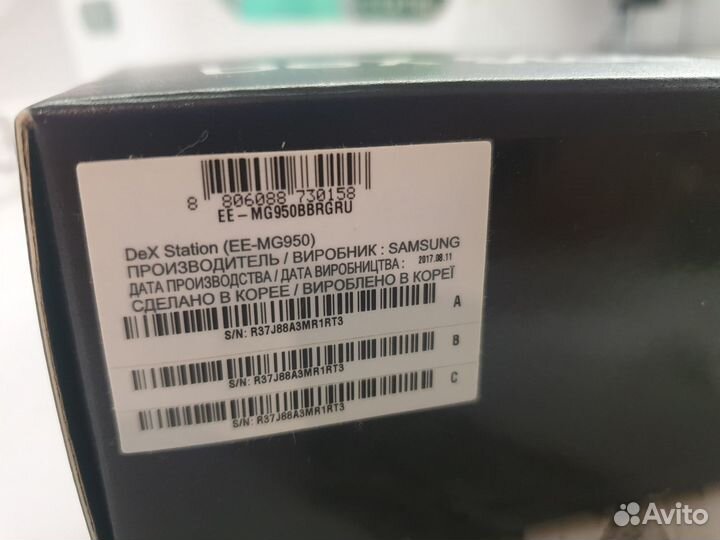 8 806088 730158
EE-MG950BBRGRU
DeX Station (EE-MG950)
ПРОИЗВОДИТЕЛЬ / ВИРОБНИК : SAMSUNG
ДАТА ПРОИЗВОДСТВА / ДАТА ВИРОБНИЦТВА : 2017.08.11
СДЕЛАНО В КОРЕЕ / ВИРОБЛЕНО В КОРЕЇ
A
S/N: R37J88A3MR1RT3
B
S/N: R37J88A3MR1RT3
C
S/N: R37J88A3MR1RT3
Avito